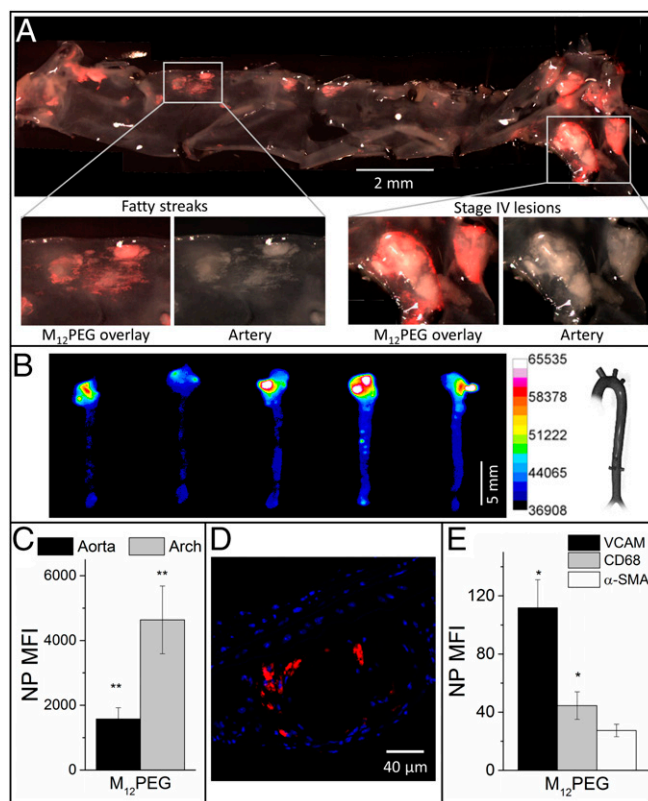 A
2 mm
Fatty streaks
Stage IV lesions
M₁₂PEG overlay
Artery
M₁₂PEG overlay
Artery
B
65535
58378
51222
44065
36908
5 mm
C
Aorta
Arch
NP MFI
6000
4000
2000
0
**
**
M₁₂PEG
D
40 µm
E
VCAM
CD68
α-SMA
NP MFI
120
80
40
0
*
*
M₁₂PEG